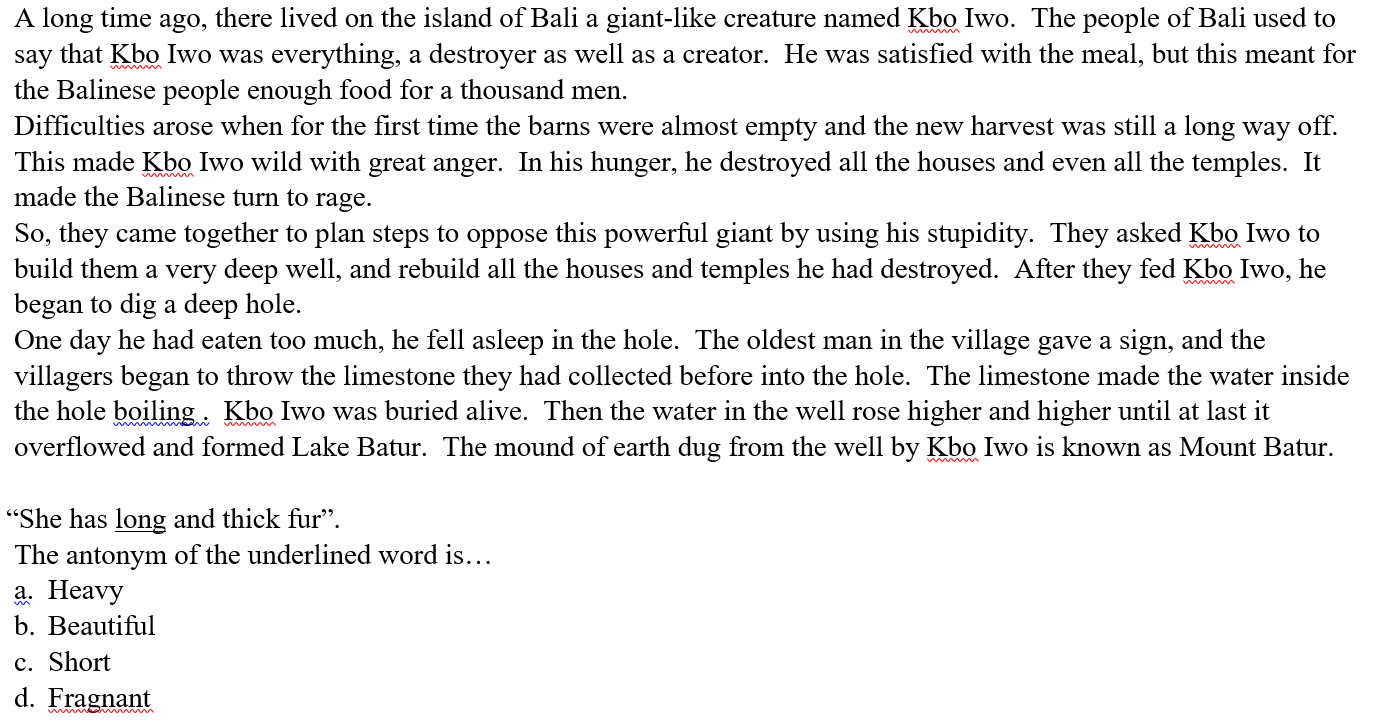 A long time ago, there lived on the island of Bali a giant-like creature named Kbo Iwo.  The people of Bali used to
say that Kbo Iwo was everything, a destroyer as well as a creator.  He was satisfied with the meal, but this meant for
the Balinese people enough food for a thousand men.
Difficulties arose when for the first time the barns were almost empty and the new harvest was still a long way off.
This made Kbo Iwo wild with great anger.  In his hunger, he destroyed all the houses and even all the temples.  It
made the Balinese turn to rage.
So, they came together to plan steps to oppose this powerful giant by using his stupidity.  They asked Kbo Iwo to
build them a very deep well, and rebuild all the houses and temples he had destroyed.  After they fed Kbo Iwo, he
began to dig a deep hole.
One day he had eaten too much, he fell asleep in the hole.  The oldest man in the village gave a sign, and the
villagers began to throw the limestone they had collected before into the hole.  The limestone made the water inside
the hole boiling .  Kbo Iwo was buried alive.  Then the water in the well rose higher and higher until at last it
overflowed and formed Lake Batur.  The mound of earth dug from the well by Kbo Iwo is known as Mount Batur.
“She has long and thick fur”.
The antonym of the underlined word is…
a.  Heavy
b.  Beautiful
c.  Short
d.  Fragnant